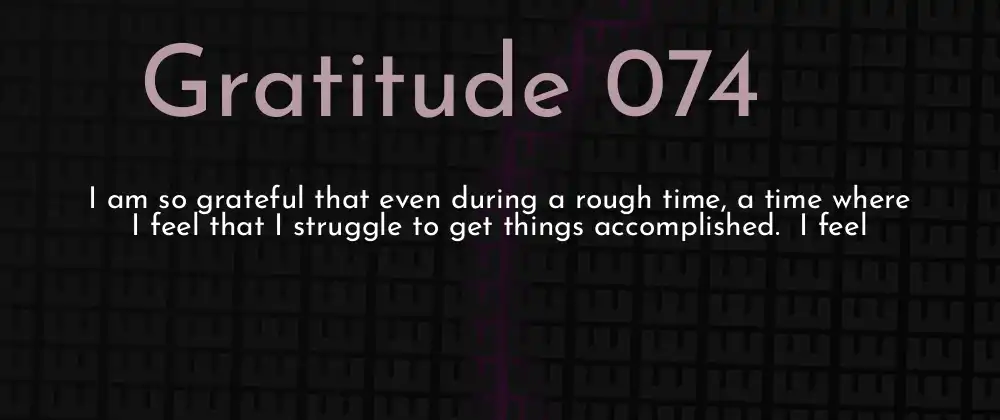 Gratitude 074
I am so grateful that even during a rough time, a time where
I feel that I struggle to get things accomplished.  I feel